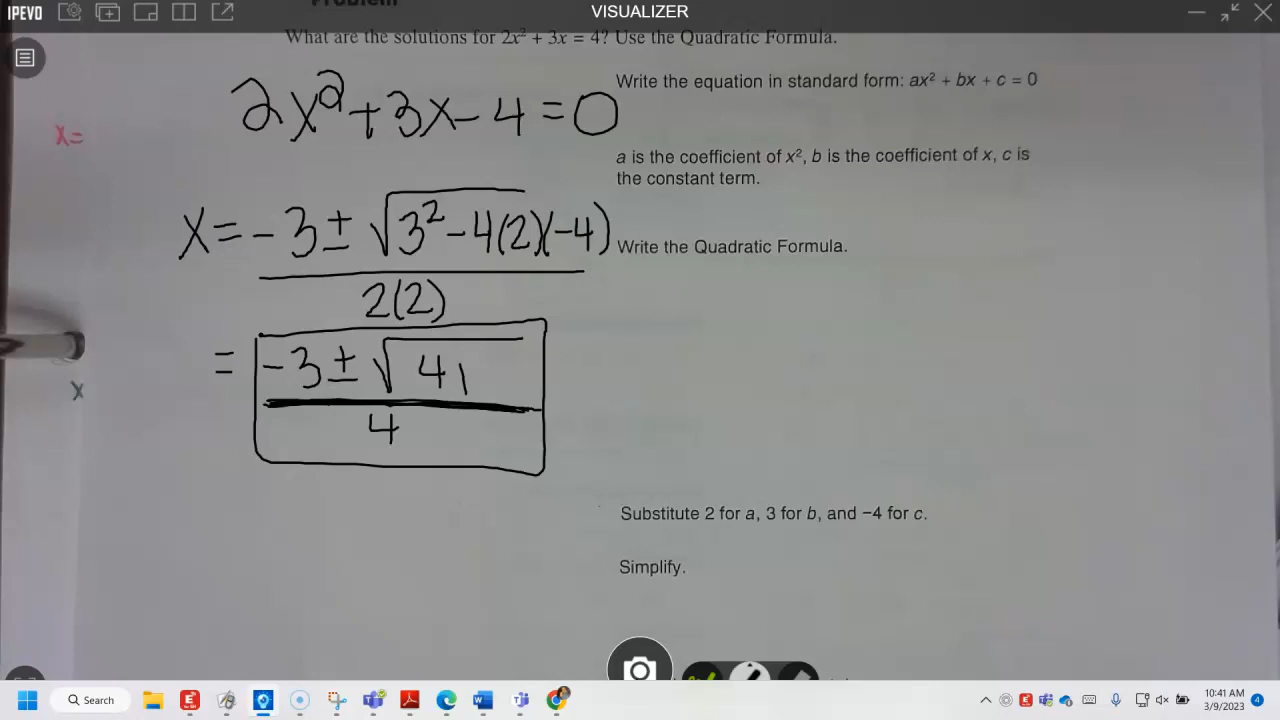 IPEVO
VISUALIZER
Problem
What are the solutions for 2x² + 3x = 4? Use the Quadratic Formula.
2x² + 3x - 4 = 0
Write the equation in standard form: ax² + bx + c = 0
x=
a is the coefficient of x², b is the coefficient of x, c is
the constant term.
x = -3 ± √3² - 4(2)(-4)
2(2)
Write the Quadratic Formula.
= -3 ± √41
4
x
Substitute 2 for a, 3 for b, and −4 for c.
Simplify.
Search
10:41 AM
3/9/2023
4